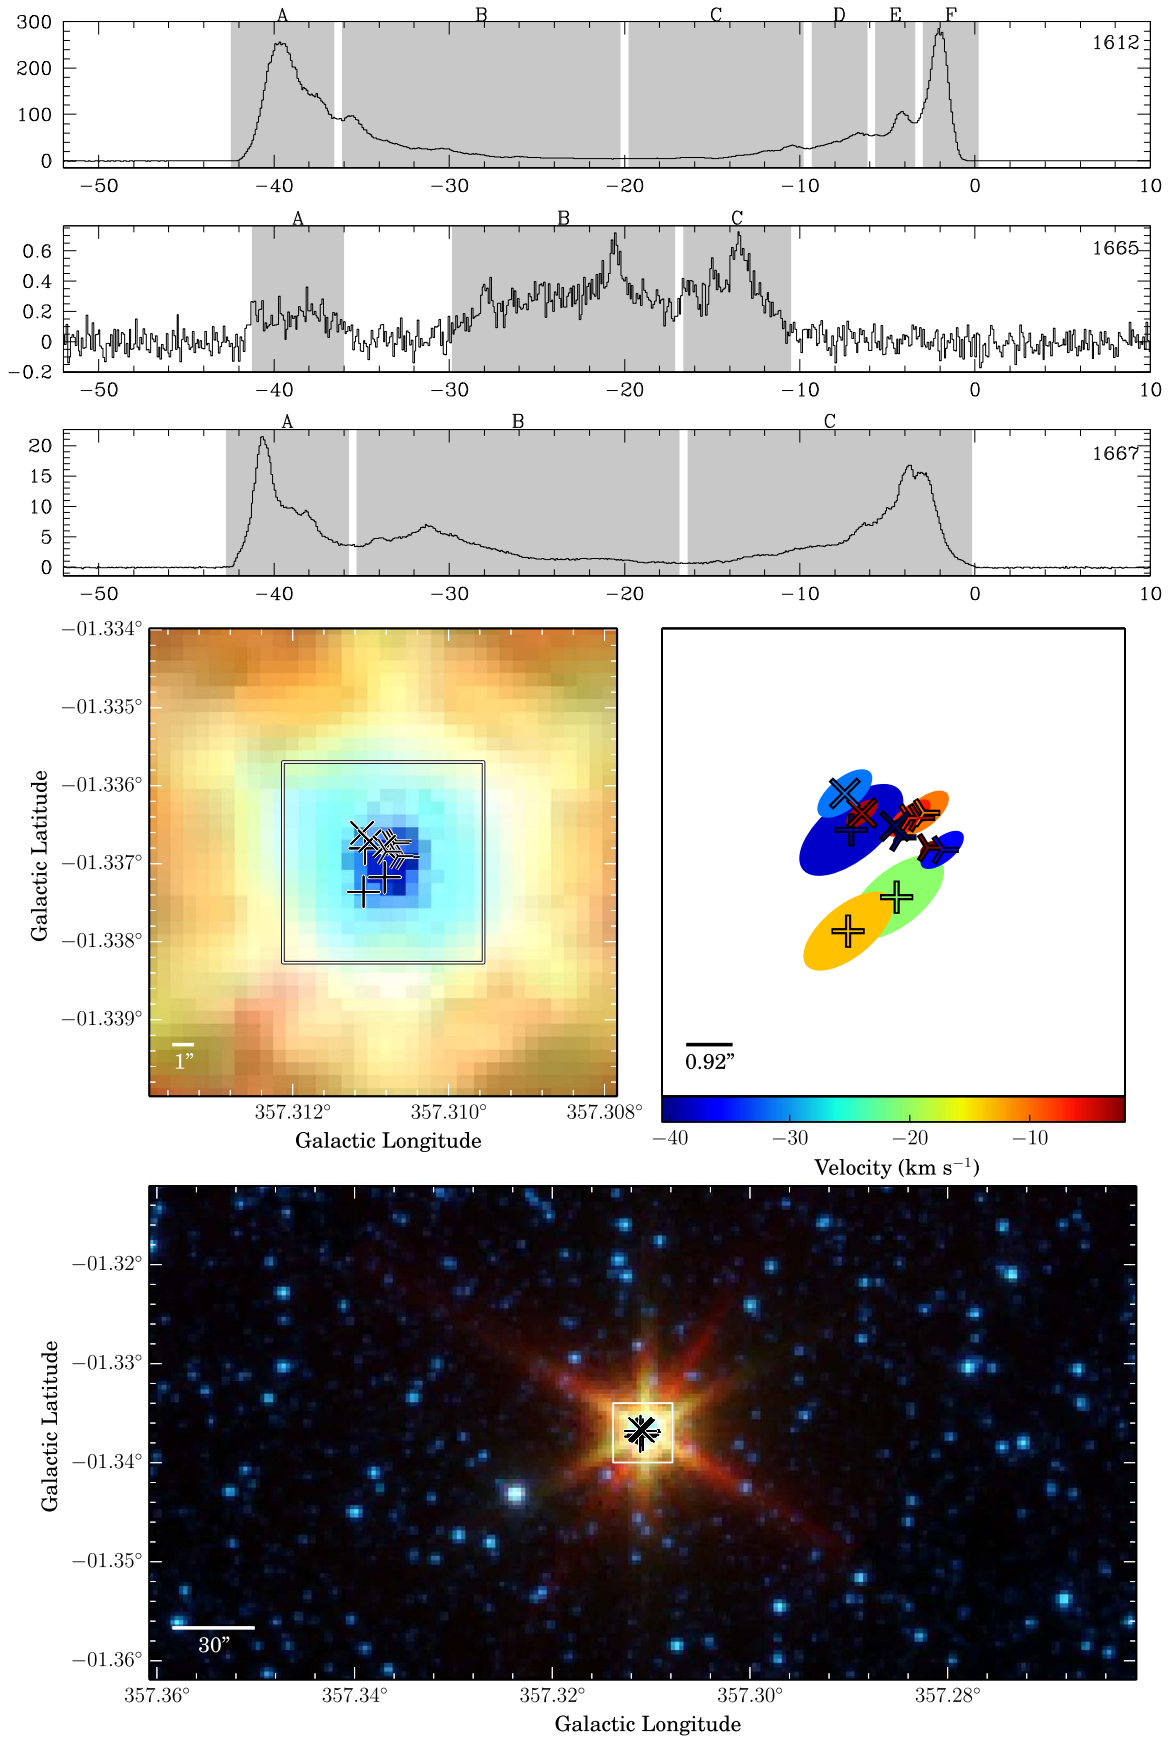 A B C D E F
300
200
100
0
1612
−50 −40 −30 −20 −10 0 10
A B C
0.6
0.4
0.2
0
−0.2
1665
−50 −40 −30 −20 −10 0 10
A B C
20
15
10
5
0
1667
−50 −40 −30 −20 −10 0 10
−01.334°
−01.335°
−01.336°
−01.337°
−01.338°
−01.339°
Galactic Latitude
1”
357.312° 357.310° 357.308°
Galactic Longitude
0.92”
−40 −30 −20 −10
Velocity (km s⁻¹)
−01.32°
−01.33°
−01.34°
−01.35°
−01.36°
Galactic Latitude
30”
357.36° 357.34° 357.32° 357.30° 357.28°
Galactic Longitude